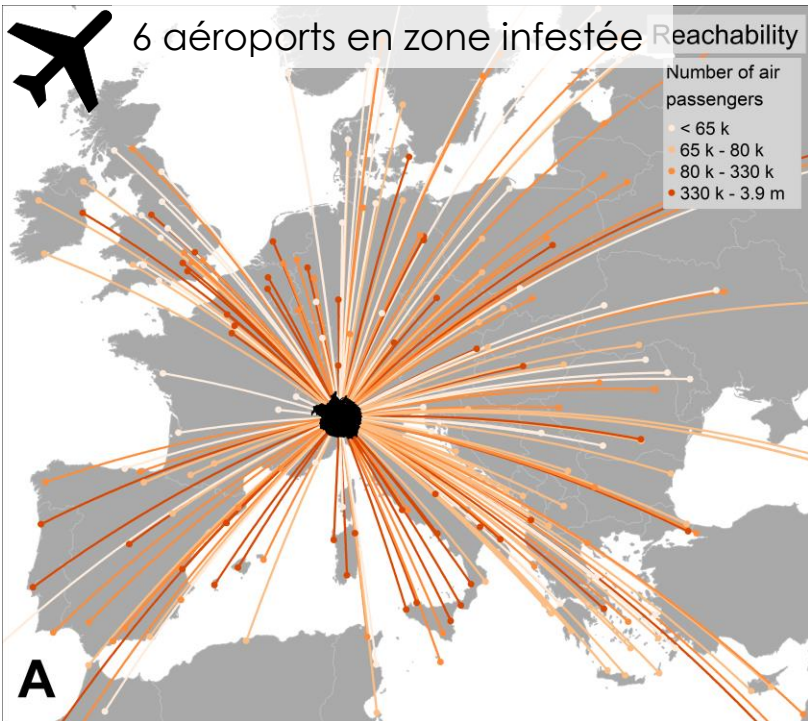 6 aéroports en zone infestée
Reachability
Number of air
passengers
< 65 k
65 k - 80 k
80 k - 330 k
330 k - 3.9 m
A